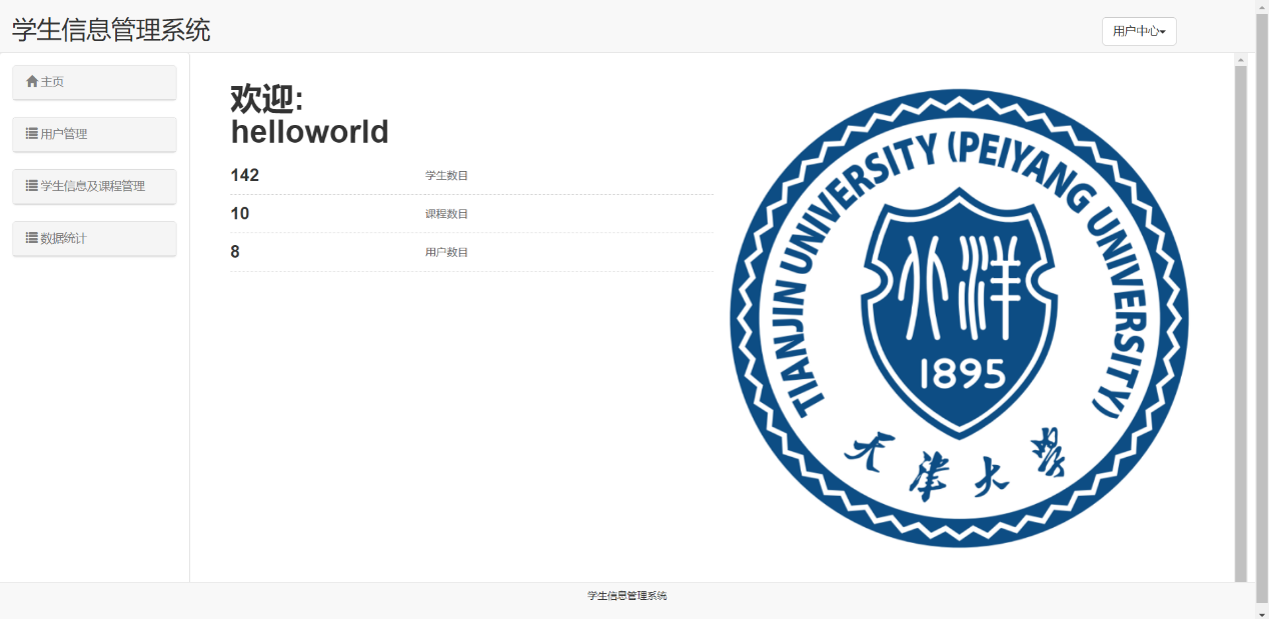 学生信息管理系统
用户中心
主页
用户管理
学生信息及课程管理
数据统计
欢迎:
helloworld
142 学生数目
10 课程数目
8 用户数目
TIANJIN UNIVERSITY (PEIYANG UNIVERSITY)
北洋
1895
天津大學
学生信息管理系统